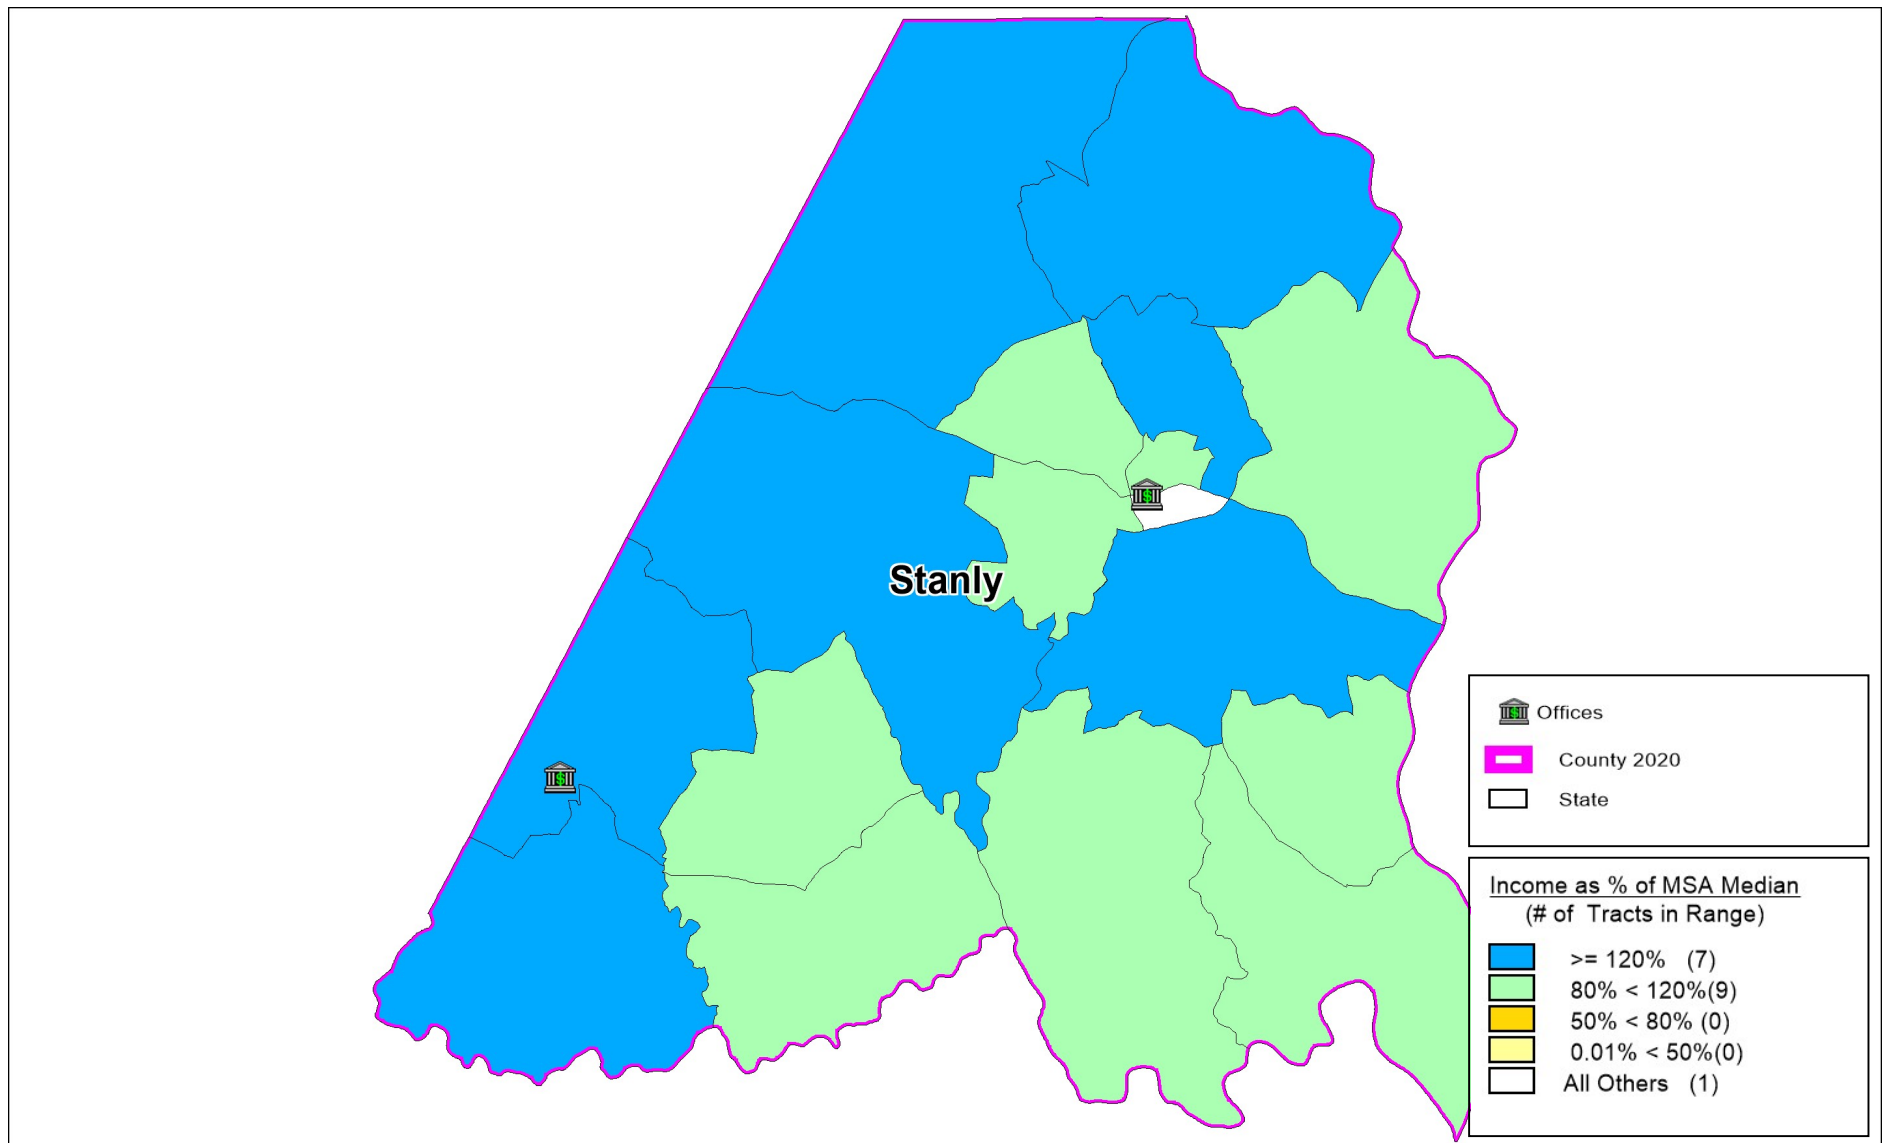 Stanly
Offices
County 2020
State
Income as % of MSA Median
(# of Tracts in Range)
>= 120% (7)
80% < 120%(9)
50% < 80% (0)
0.01% < 50%(0)
All Others (1)